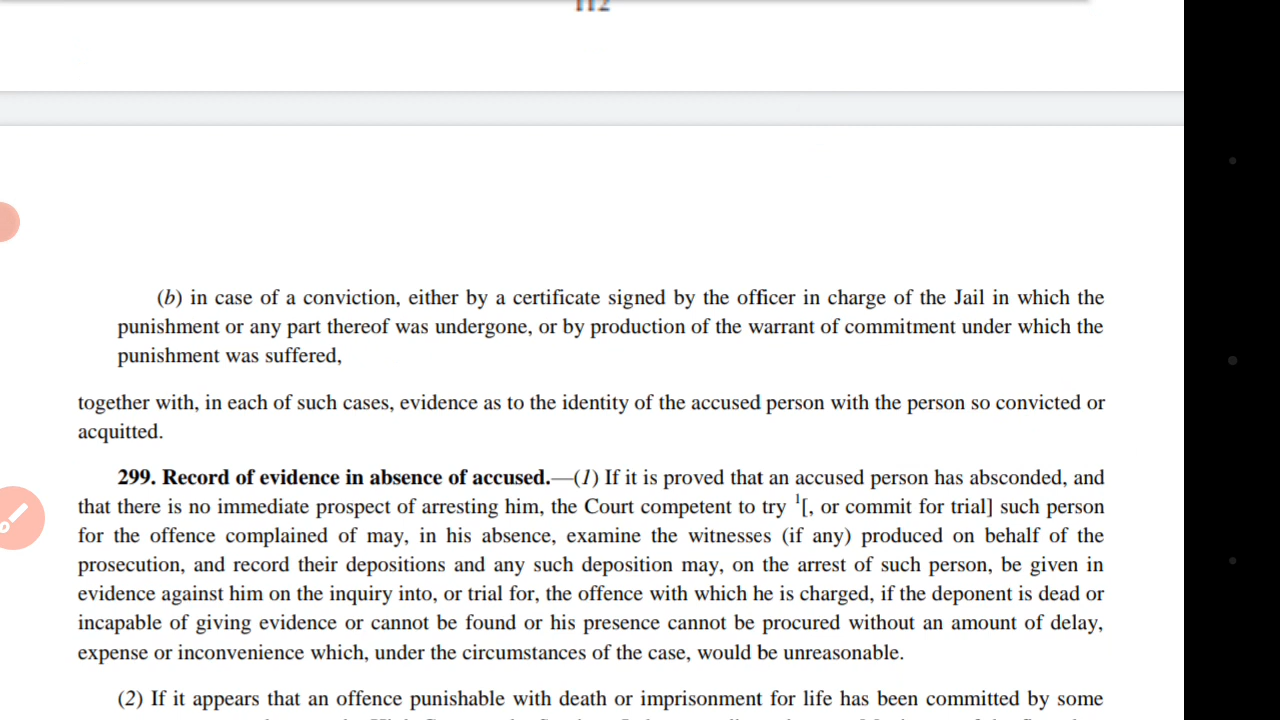 112
(b) in case of a conviction, either by a certificate signed by the officer in charge of the Jail in which the
punishment or any part thereof was undergone, or by production of the warrant of commitment under which the
punishment was suffered,
together with, in each of such cases, evidence as to the identity of the accused person with the person so convicted or
acquitted.
299. Record of evidence in absence of accused.—(1) If it is proved that an accused person has absconded, and
that there is no immediate prospect of arresting him, the Court competent to try 1[, or commit for trial] such person
for the offence complained of may, in his absence, examine the witnesses (if any) produced on behalf of the
prosecution, and record their depositions and any such deposition may, on the arrest of such person, be given in
evidence against him on the inquiry into, or trial for, the offence with which he is charged, if the deponent is dead or
incapable of giving evidence or cannot be found or his presence cannot be procured without an amount of delay,
expense or inconvenience which, under the circumstances of the case, would be unreasonable.
(2) If it appears that an offence punishable with death or imprisonment for life has been committed by some